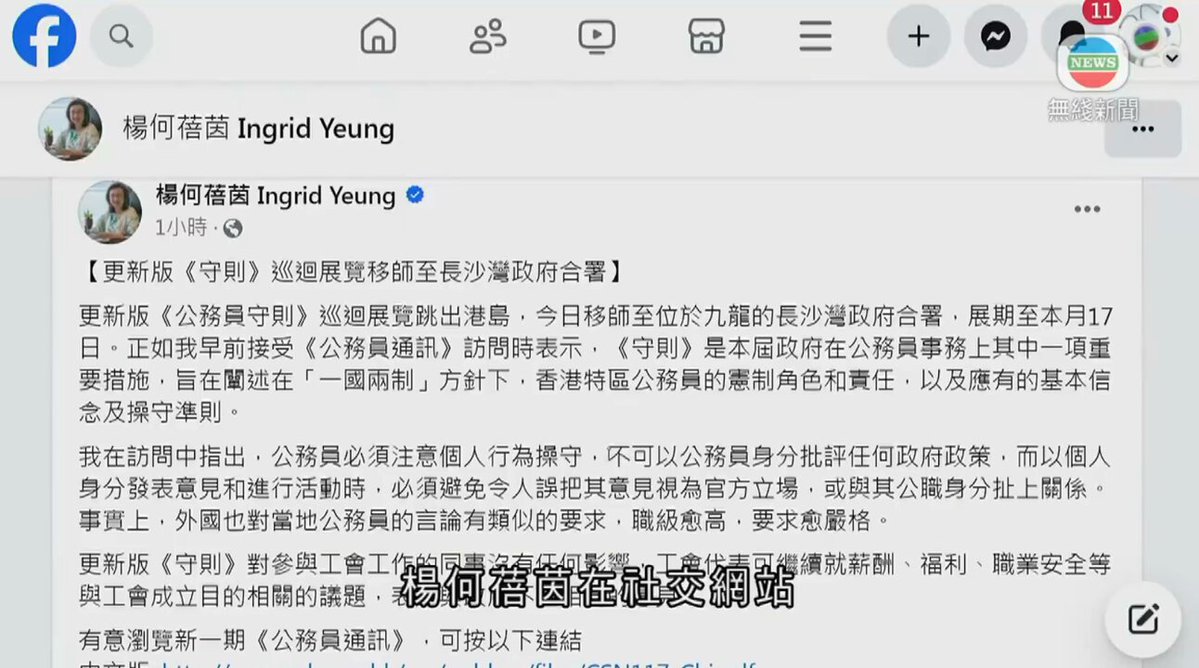 11
NEWS
無綫新聞
楊何蓓茵 Ingrid Yeung
楊何蓓茵 Ingrid Yeung
1小時
【更新版《守則》巡迴展覽移師至長沙灣政府合署】
更新版《公務員守則》巡迴展覽跳出港島，今日移師至位於九龍的長沙灣政府合署，展期至本月17
日。正如我早前接受《公務員通訊》訪問時表示，《守則》是本屆政府在公務員事務上其中一項重
要措施，旨在闡述在「一國兩制」方針下，香港特區公務員的憲制角色和責任，以及應有的基本信
念及操守準則。
我在訪問中指出，公務員必須注意個人行為操守，不可以公務員身分批評任何政府政策，而以個人
身分發表意見和進行活動時，必須避免令人誤把其意見視為官方立場，或與其公職身分扯上關係。
事實上，外國也對當地公務員的言論有類似的要求，職級愈高，要求愈嚴格。
更新版《守則》對參與工會工作的同事沒有任何影響，工會代表可繼續就薪酬、福利、職業安全等
與工會成立目的相關的議題，
楊何蓓茵在社交網站
有意瀏覽新一期《公務員通訊》，可按以下連結